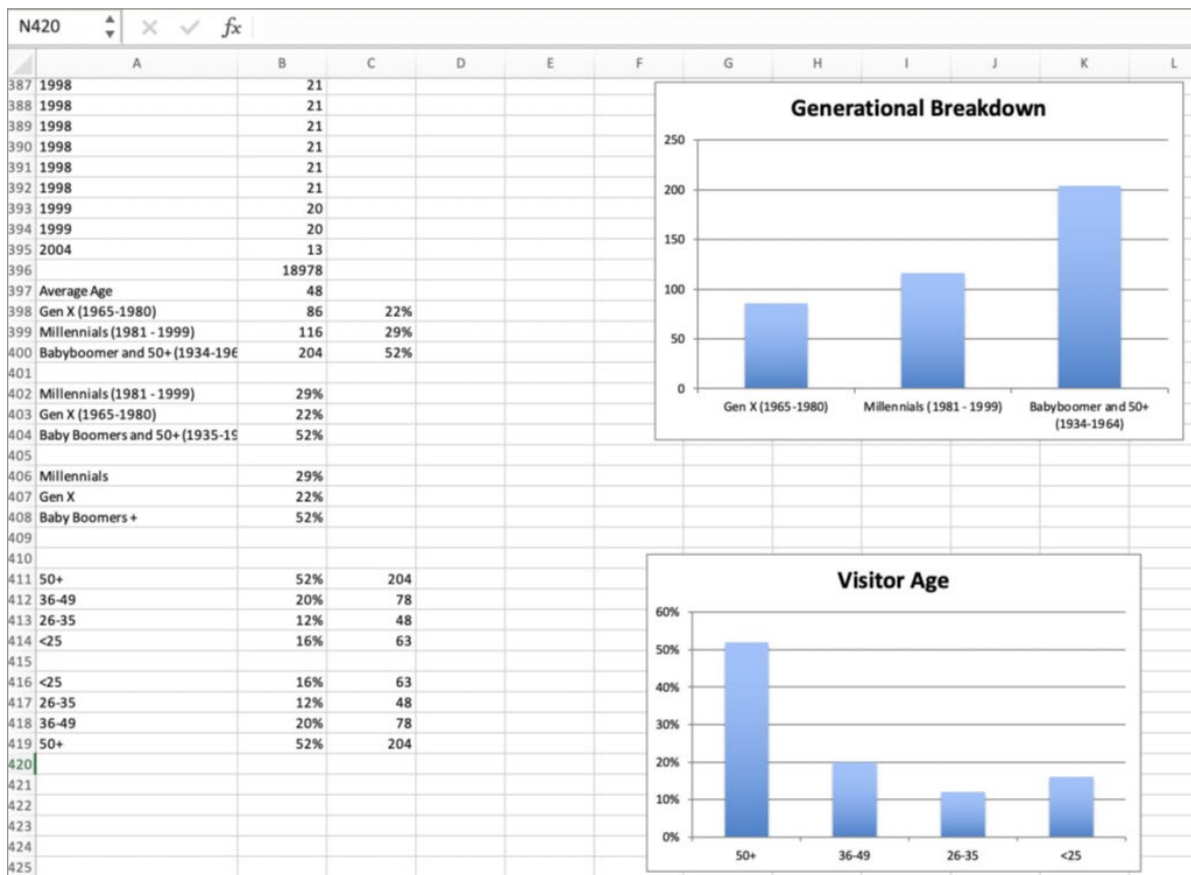 N420 fx
A B C D E F G H I J K L
387 1998 21
388 1998 21
389 1998 21
390 1998 21
391 1998 21
392 1998 21
393 1999 20
394 1999 20
395 2004 13
396 18978
397 Average Age 48
398 Gen X (1965-1980) 86 22%
399 Millennials (1981 - 1999) 116 29%
400 Babyboomer and 50+ (1934-196 204 52%
401
402 Millennials (1981 - 1999) 29%
403 Gen X (1965-1980) 22%
404 Baby Boomers and 50+ (1935-19 52%
405
406 Millennials 29%
407 Gen X 22%
408 Baby Boomers + 52%
409
410
411 50+ 52% 204
412 36-49 20% 78
413 26-35 12% 48
414 <25 16% 63
415
416 <25 16% 63
417 26-35 12% 48
418 36-49 20% 78
419 50+ 52% 204
420
421
422
423
424
425
Generational Breakdown
250
200
150
100
50
0
Gen X (1965-1980) Millennials (1981 - 1999) Babyboomer and 50+
(1934-1964)
Visitor Age
60%
50%
40%
30%
20%
10%
0%
50+ 36-49 26-35 <25